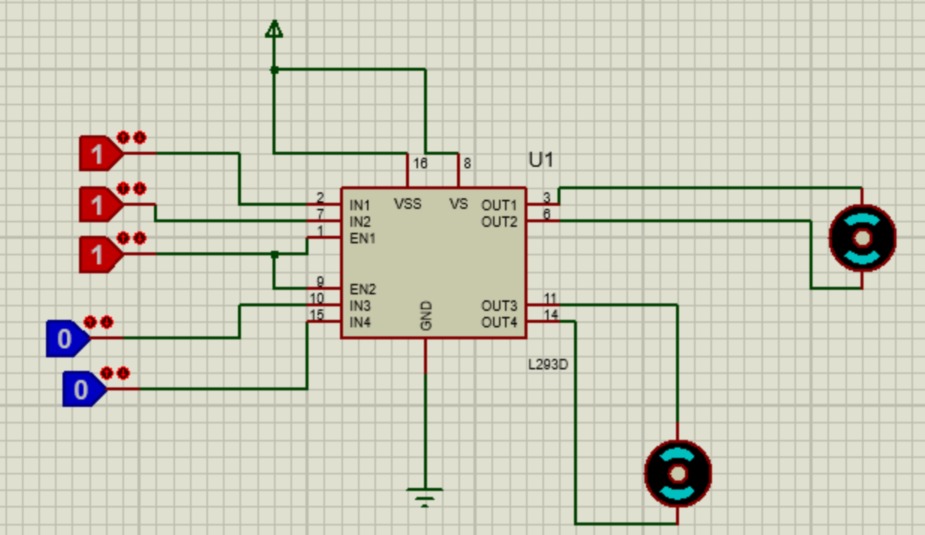 U1
1
16 8
2 IN1 VSS VS OUT1 3
1
7 IN2 OUT2 6
1 EN1
1
9 EN2
10 IN3 GND OUT3 11
15 IN4 OUT4 14
0
L293D
0